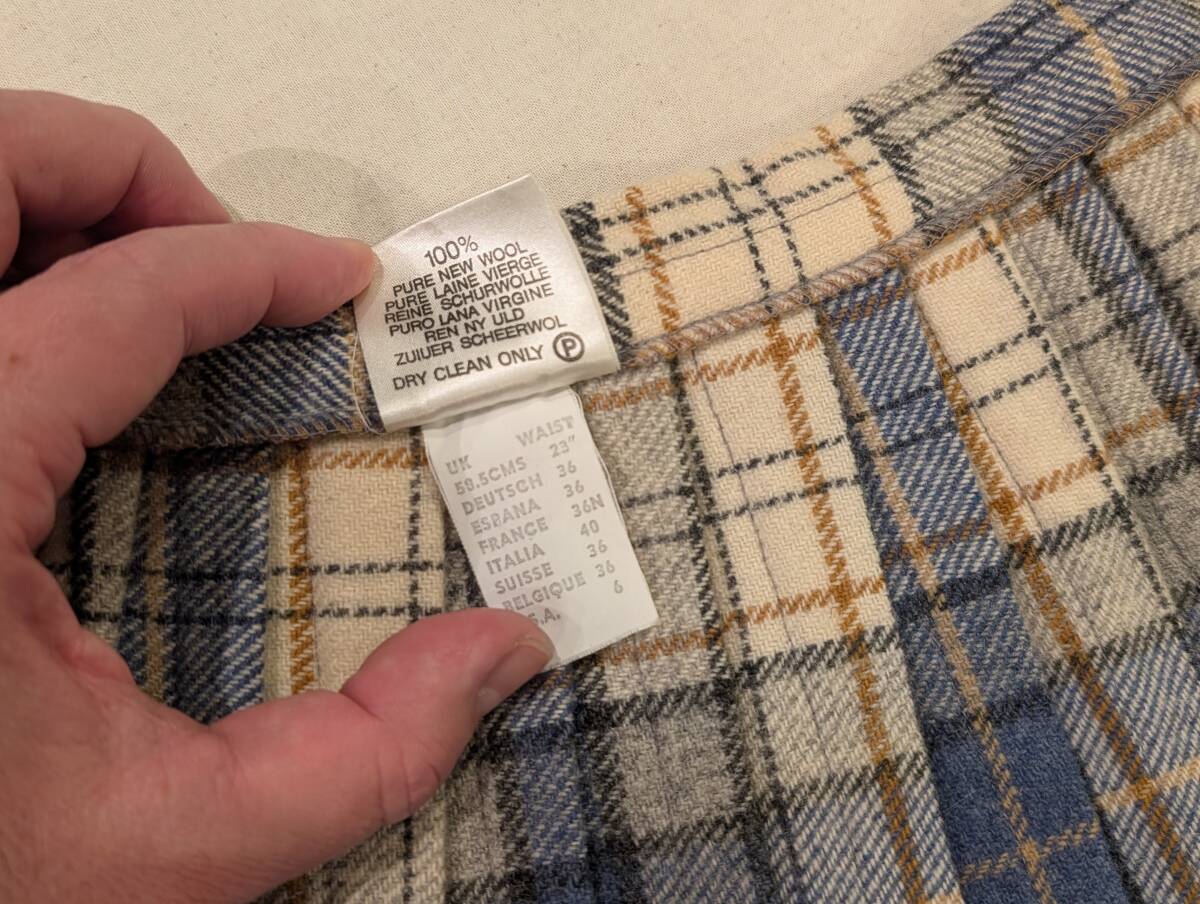 100%
PURE NEW WOOL
PURE LAINE VIERGE
REINE SCHURWOLLE
PURO LANA VIRGINE
REN NY ULD
ZUIUER SCHEERWOL
DRY CLEAN ONLY P
UK WAIST
58.5CMS 23"
DEUTSCH 36
ESPANA 36
FRANCE 36N
ITALIA 40
SUISSE 36
BELGIQUE 36
S.A. 6